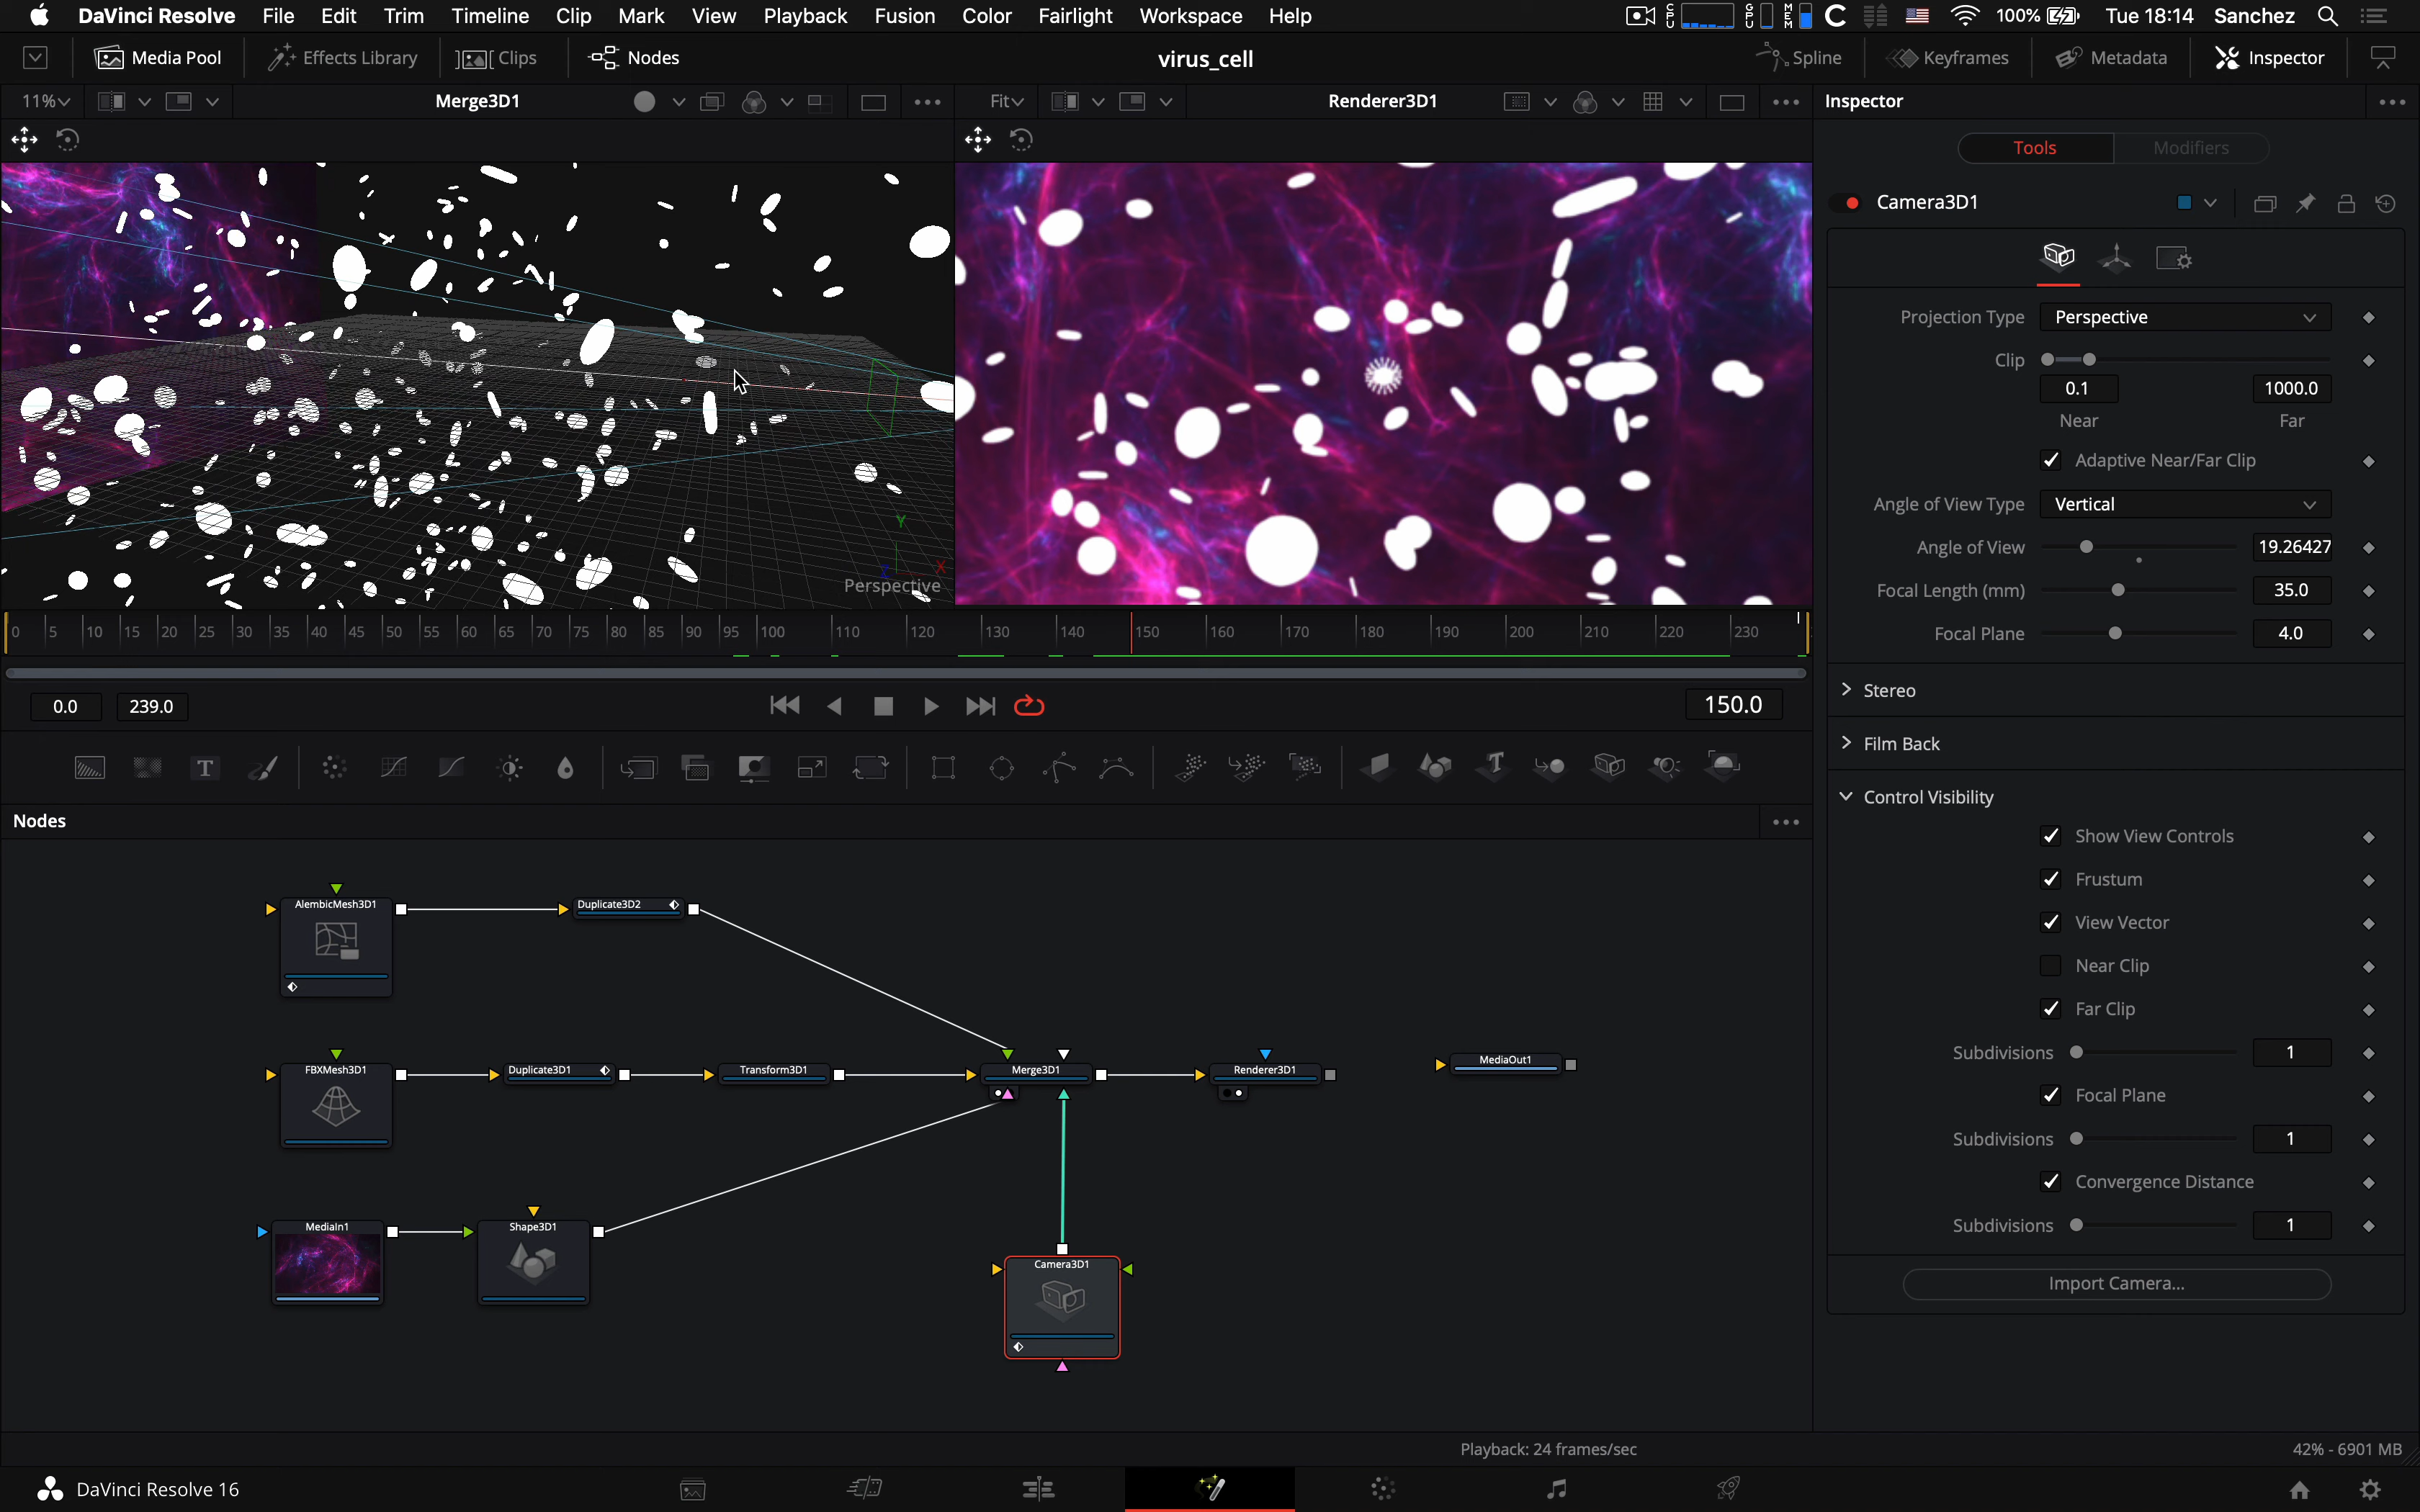 DaVinci Resolve File Edit Trim Timeline Clip Mark View Playback Fusion Color Fairlight Workspace Help CPU GPU MEM 100% Tue 18:14 Sanchez
Media Pool Effects Library Clips Nodes virus_cell Spline Keyframes Metadata Inspector
11% Merge3D1 Fit Renderer3D1 Inspector
Tools Modifiers
Camera3D1
Projection Type Perspective
Clip
0.1 1000.0
Near Far
Adaptive Near/Far Clip
Angle of View Type Vertical
Angle of View 19.26427
Focal Length (mm) 35.0
Focal Plane 4.0
Stereo
Film Back
Control Visibility
Show View Controls
Frustum
View Vector
Near Clip
Far Clip
Subdivisions 1
Focal Plane
Subdivisions 1
Convergence Distance
Subdivisions 1
Import Camera...
Y
X
Z
Perspective
0 5 10 15 20 25 30 35 40 45 50 55 60 65 70 75 80 85 90 95 100 110 120 130 140 150 160 170 180 190 200 210 220 230
0.0 239.0 150.0
T
T
Nodes
AlembicMesh3D1 Duplicate3D2
FBXMesh3D1 Duplicate3D1 Transform3D1 Merge3D1 Renderer3D1 MediaOut1
MediaIn1 Shape3D1
Camera3D1
Playback: 24 frames/sec 42% - 6901 MB
DaVinci Resolve 16